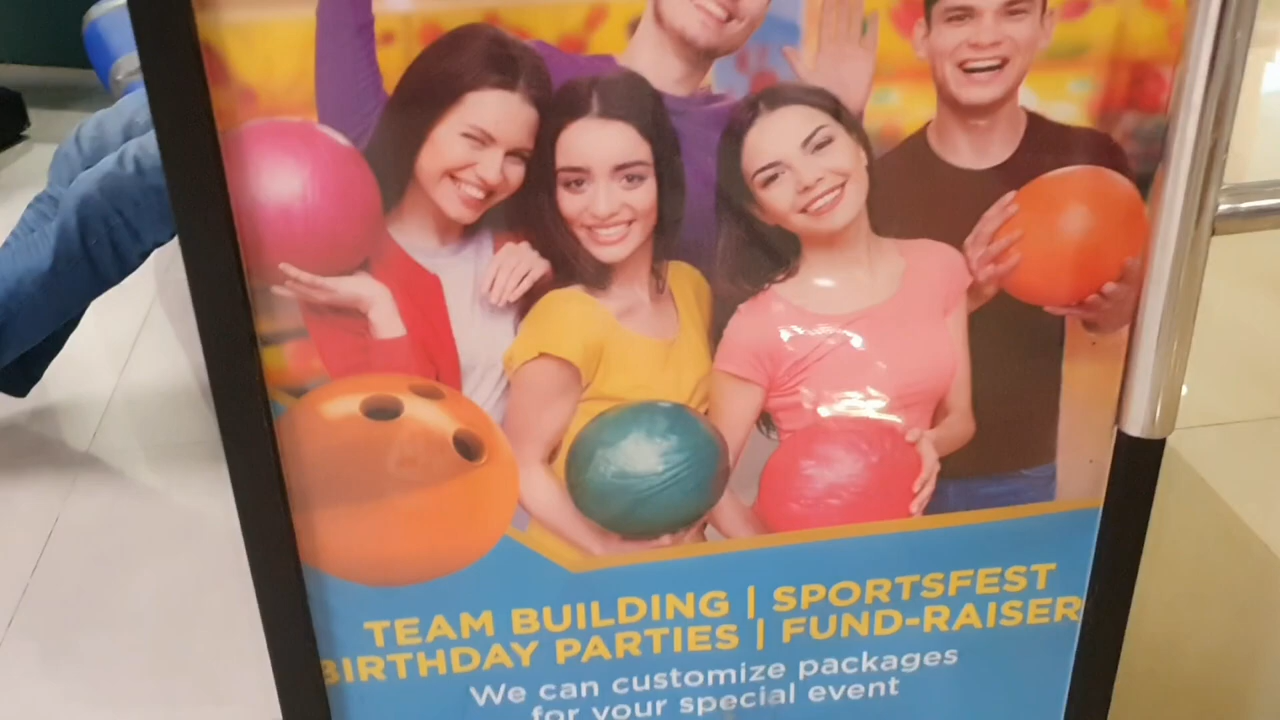 TEAM BUILDING | SPORTSFEST
BIRTHDAY PARTIES | FUND-RAISER
We can customize packages
for your special event